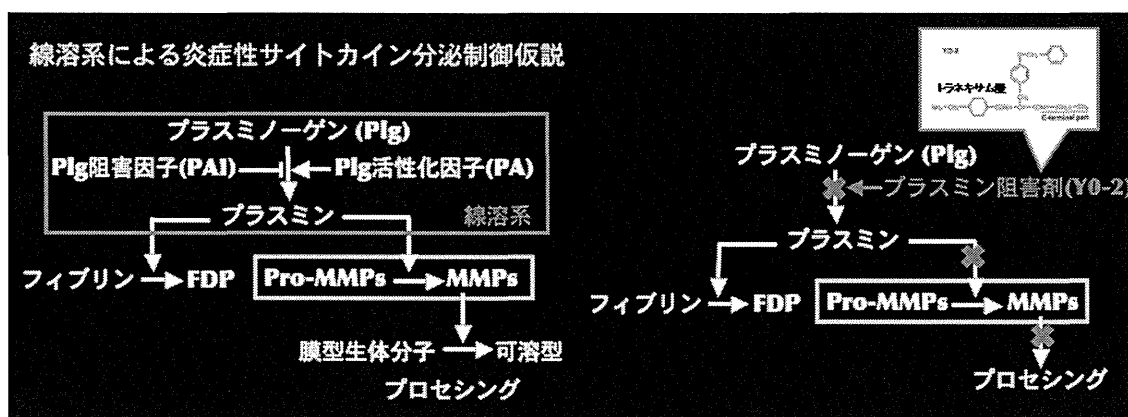 線溶系による炎症性サイトカイン分泌制御仮説
プラスミノーゲン (Plg)
Plg阻害因子(PAI)
Plg活性化因子(PA)
プラスミン
線溶系
フィブリン
FDP
Pro-MMPs
MMPs
膜型生体分子
可溶型
プロセシング
トラネキサム酸
プラスミノーゲン (Plg)
プラスミン阻害剤(Y0-2)
プラスミン
フィブリン
FDP
Pro-MMPs
MMPs
プロセシング